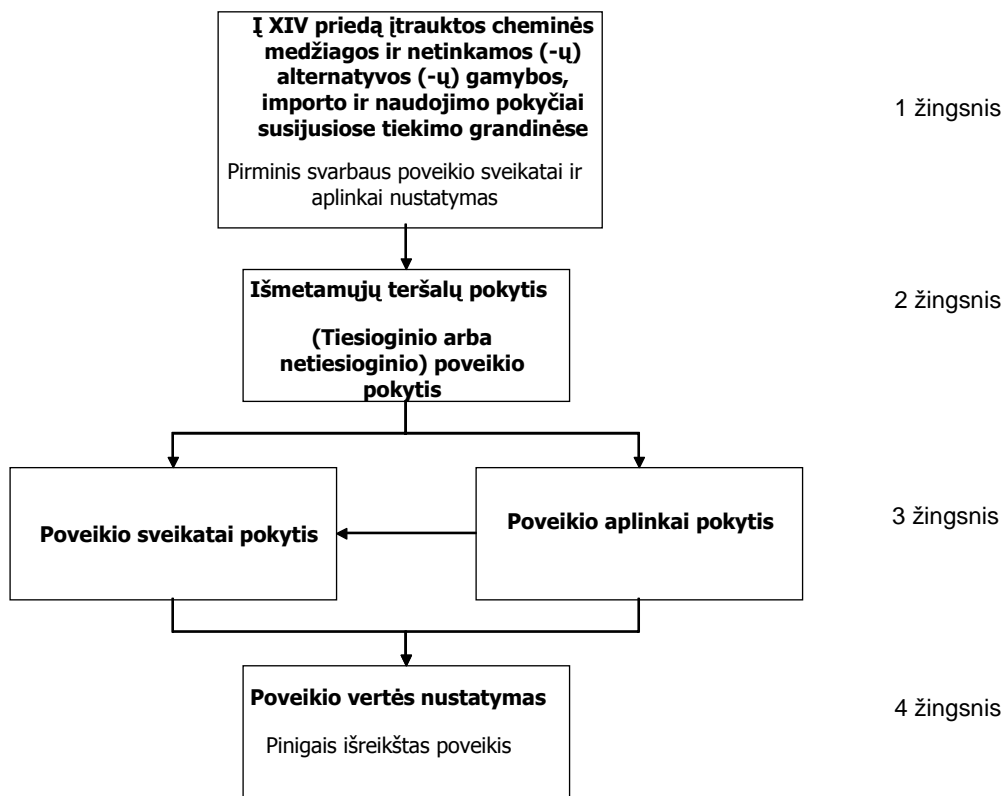 Į XIV priedą įtrauktos cheminės
medžiagos ir netinkamos (-ų)
alternatyvos (-ų) gamybos,
importo ir naudojimo pokyčiai
susijusiose tiekimo grandinėse
Pirminis svarbaus poveikio sveikatai ir
aplinkai nustatymas
1 žingsnis
Išmetamųjų teršalų pokytis
(Tiesioginio arba
netiesioginio) poveikio
pokytis
2 žingsnis
Poveikio sveikatai pokytis
Poveikio aplinkai pokytis
3 žingsnis
Poveikio vertės nustatymas
Pinigais išreikštas poveikis
4 žingsnis